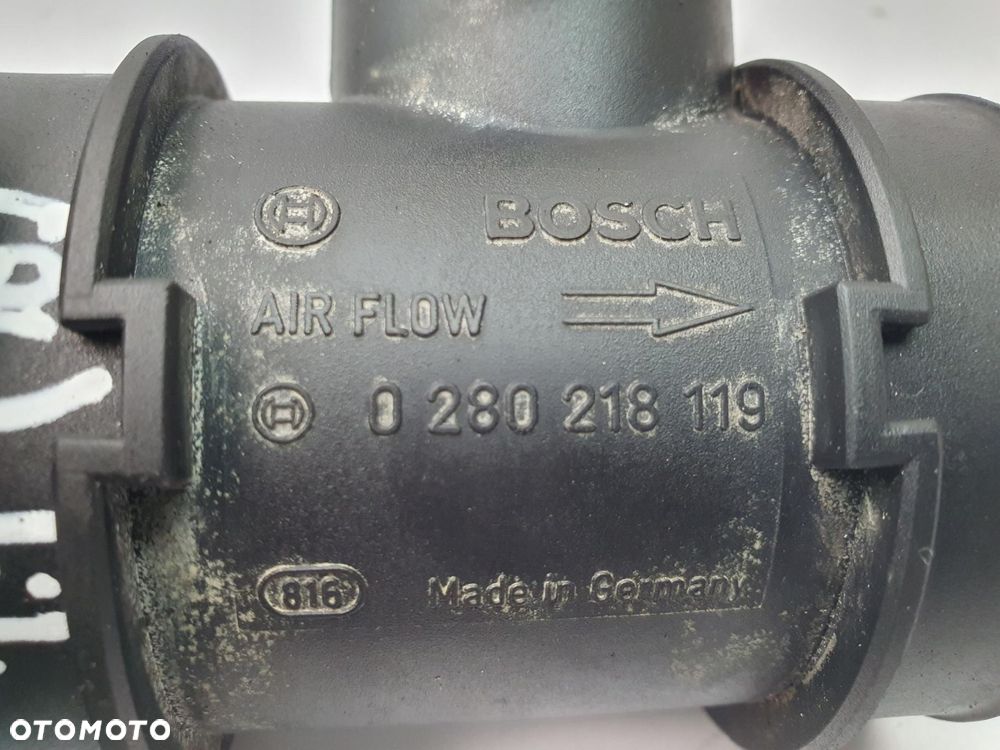 BOSCH
AIR FLOW
0 280 218 119
816 Made in Germany
OTOMOTO